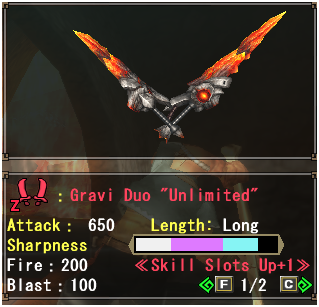 Z : Gravi Duo "Unlimited"
Attack : 650 Length: Long
Sharpness
Fire : 200 ≪Skill Slots Up+1≫
Blast : 100 F 1/2 C